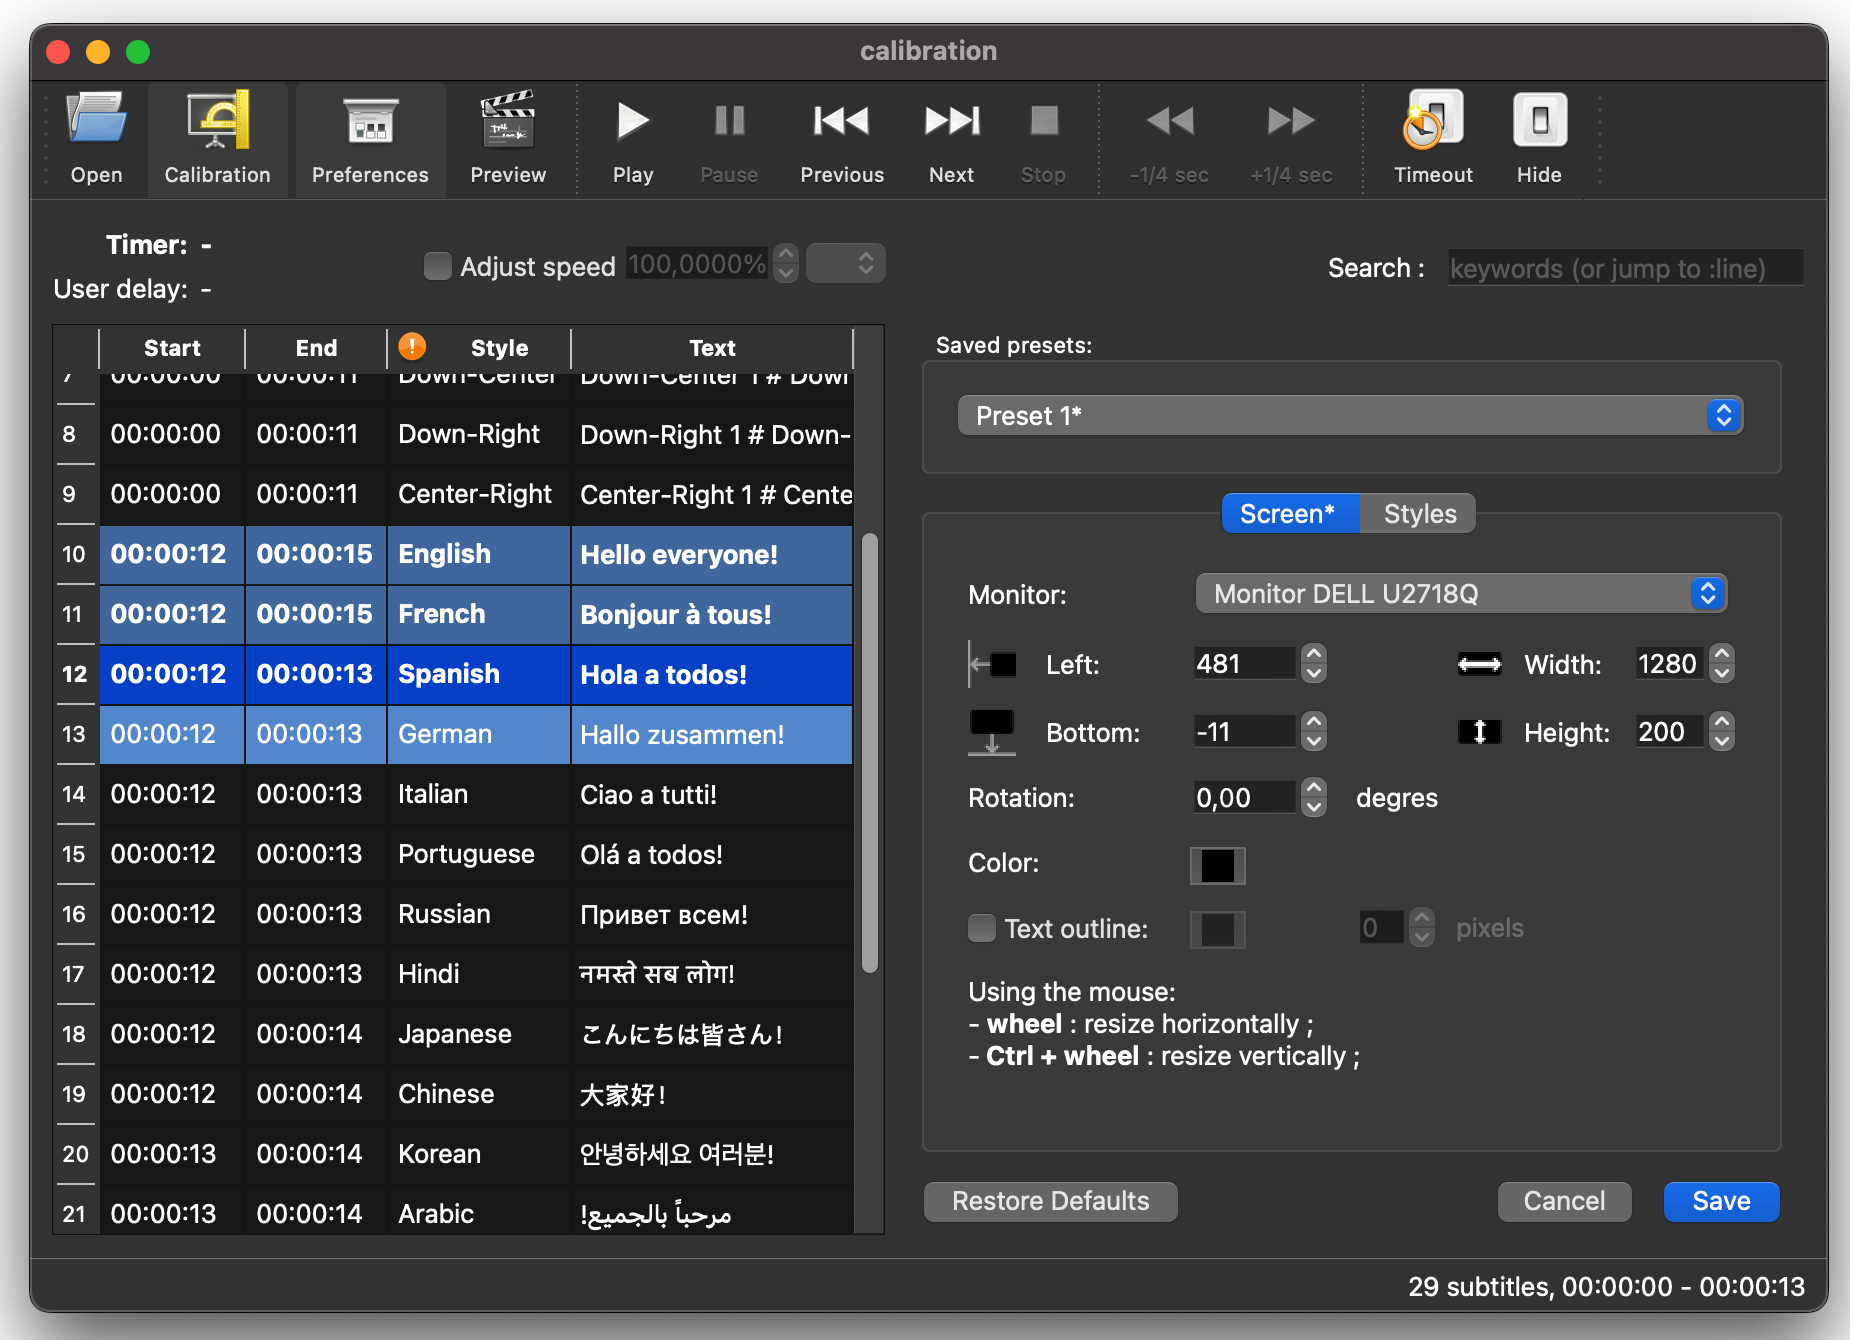 calibration
Open
Calibration
Preferences
Preview
Play
Pause
Previous
Next
Stop
-1/4 sec
+1/4 sec
Timeout
Hide
Timer: -
User delay: -
Adjust speed 100,0000%
Search : keywords (or jump to :line)
Start End ! Style Text
7 00:00:00 00:00:11 Down-Center Down-Center 1 # Down
8 00:00:00 00:00:11 Down-Right Down-Right 1 # Down-
9 00:00:00 00:00:11 Center-Right Center-Right 1 # Cente
10 00:00:12 00:00:15 English Hello everyone!
11 00:00:12 00:00:15 French Bonjour à tous!
12 00:00:12 00:00:13 Spanish Hola a todos!
13 00:00:12 00:00:13 German Hallo zusammen!
14 00:00:12 00:00:13 Italian Ciao a tutti!
15 00:00:12 00:00:13 Portuguese Olá a todos!
16 00:00:12 00:00:13 Russian Привет всем!
17 00:00:12 00:00:13 Hindi नमस्ते सब लोग!
18 00:00:12 00:00:14 Japanese こんにちは皆さん!
19 00:00:12 00:00:14 Chinese 大家好!
20 00:00:13 00:00:14 Korean 안녕하세요 여러분!
21 00:00:13 00:00:14 Arabic مرحباً بالجميع!
Saved presets:
Preset 1*
Screen* Styles
Monitor: Monitor DELL U2718Q
Left: 481 Width: 1280
Bottom: -11 Height: 200
Rotation: 0,00 degres
Color:
Text outline: 0 pixels
Using the mouse:
- wheel : resize horizontally ;
- Ctrl + wheel : resize vertically ;
Restore Defaults Cancel Save
29 subtitles, 00:00:00 - 00:00:13